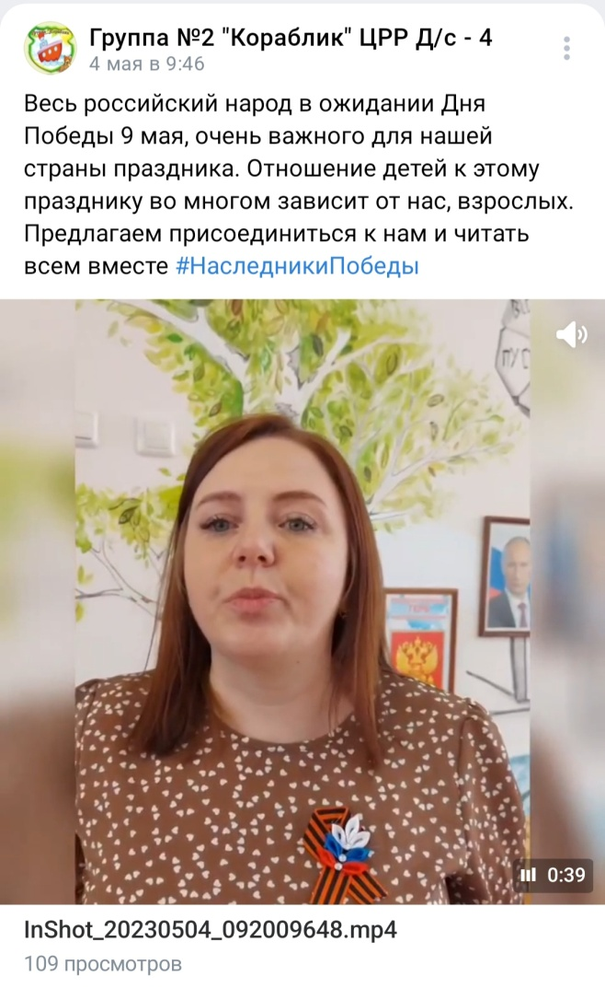 Группа №2 "Кораблик" ЦРР Д/с - 4
4 мая в 9:46
Весь российский народ в ожидании Дня
Победы 9 мая, очень важного для нашей
страны праздника. Отношение детей к этому
празднику во многом зависит от нас, взрослых.
Предлагаем присоединиться к нам и читать
всем вместе #НаследникиПобеды
0:39
InShot_20230504_092009648.mp4
109 просмотров